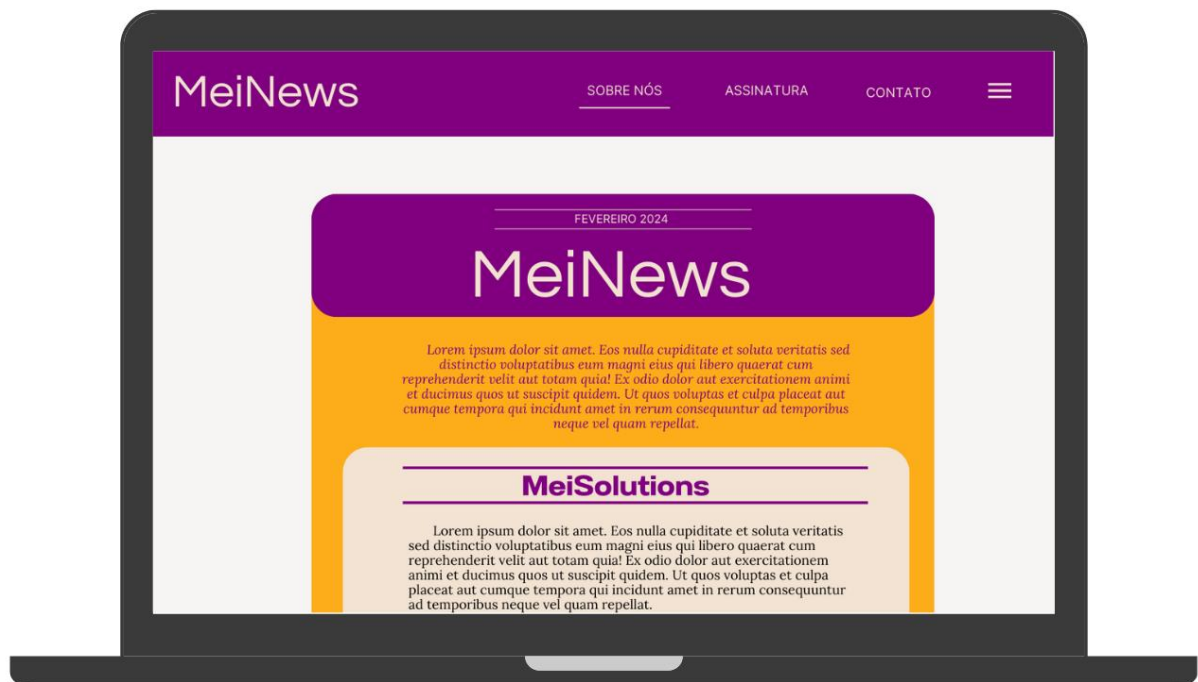 MeiNews
SOBRE NÓS
ASSINATURA
CONTATO
FEVEREIRO 2024
MeiNews
Lorem ipsum dolor sit amet. Eos nulla cupiditate et soluta veritatis sed
distinctio voluptatibus eum magni eius qui libero quaerat cum
reprehenderit velit aut totam quia! Ex odio dolor aut exercitationem animi
et ducimus quos ut suscipit quidem. Ut quos voluptas et culpa placeat aut
cumque tempora qui incidunt amet in rerum consequuntur ad temporibus
neque vel quam repellat.
MeiSolutions
Lorem ipsum dolor sit amet. Eos nulla cupiditate et soluta veritatis
sed distinctio voluptatibus eum magni eius qui libero quaerat cum
reprehenderit velit aut totam quia! Ex odio dolor aut exercitationem
animi et ducimus quos ut suscipit quidem. Ut quos voluptas et culpa
placeat aut cumque tempora qui incidunt amet in rerum consequuntur
ad temporibus neque vel quam repellat.